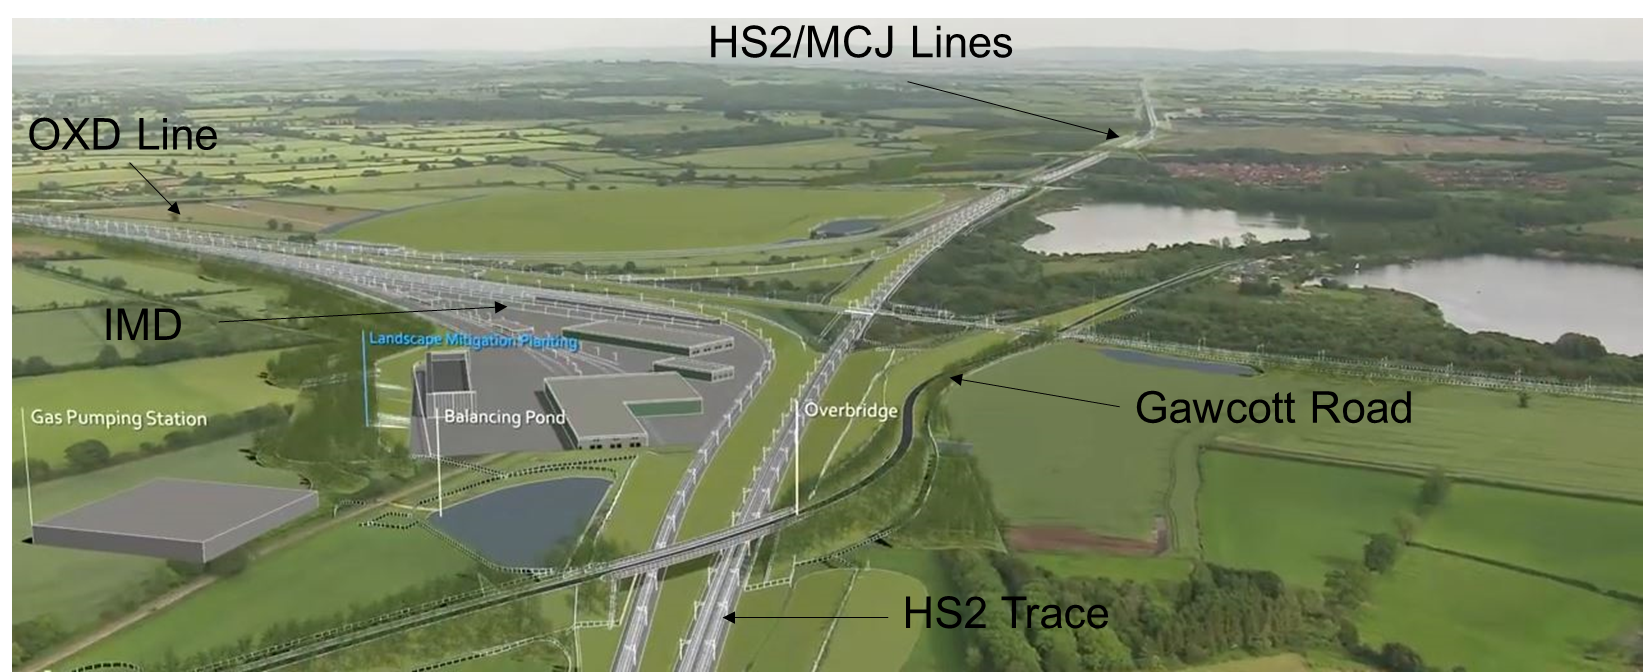 HS2/MCJ Lines
OXD Line
IMD
Landscape Mitigation Planting
Gas Pumping Station
Balancing Pond
Overbridge
Gawcott Road
HS2 Trace